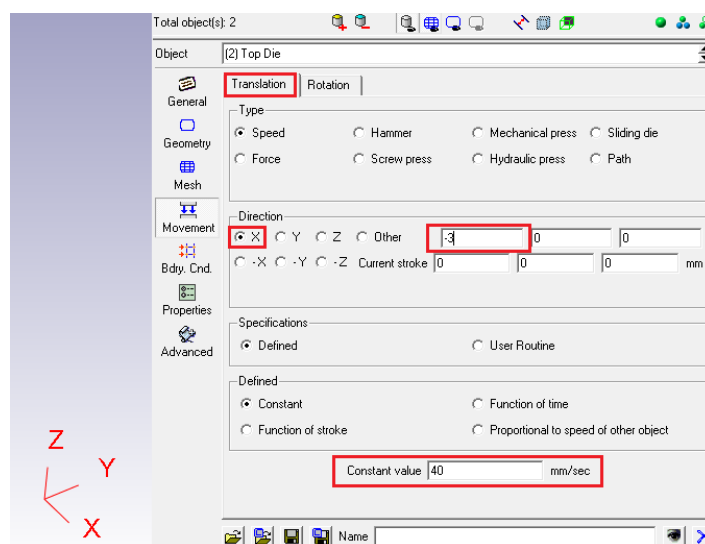 Total object(s): 2
Object (2) Top Die
General
Geometry
Mesh
Movement
Bdry. Cnd.
Properties
Advanced
Translation Rotation
Type
Speed Hammer Mechanical press Sliding die
Force Screw press Hydraulic press Path
Direction
X Y Z Other -3 0 0
-X -Y -Z Current stroke 0 0 0 mm
Specifications
Defined User Routine
Defined
Constant Function of time
Function of stroke Proportional to speed of other object
Constant value 40 mm/sec
Name
Z
Y
X